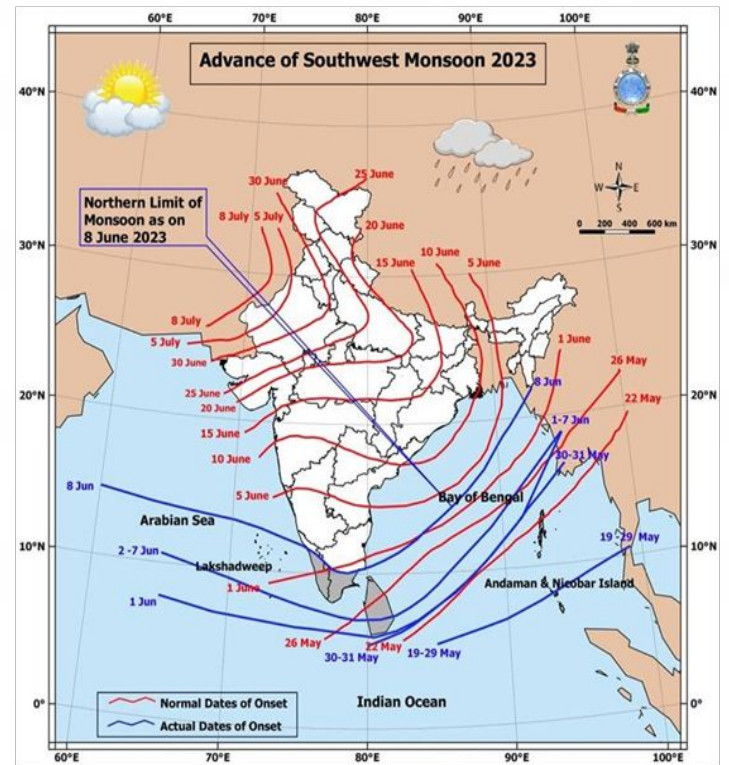 60°E 70°E 80°E 90°E 100°E
Advance of Southwest Monsoon 2023
40°N 40°N
N
W E
S
0 200 400 600 km
30 June 25 June
Northern Limit of
Monsoon as on
8 June 2023
8 July 5 July
20 June
10 June
15 June 5 June
30°N 30°N
8 July
5 July
30 June
1 June
26 May
25 June
20 June
8 Jun
22 May
20°N 20°N
15 June
1-7 Jun
10 June
30-31 May
8 Jun
5 June
Bay of Bengal
Arabian Sea
19-29 May
10°N 10°N
2 -7 Jun
Lakshadweep
Andaman & Nicobar Island
1 June
1 Jun
26 May
22 May
30-31 May
19-29 May
Indian Ocean
0° 0°
Normal Dates of Onset
Actual Dates of Onset
60°E 70°E 80°E 90°E 100°E